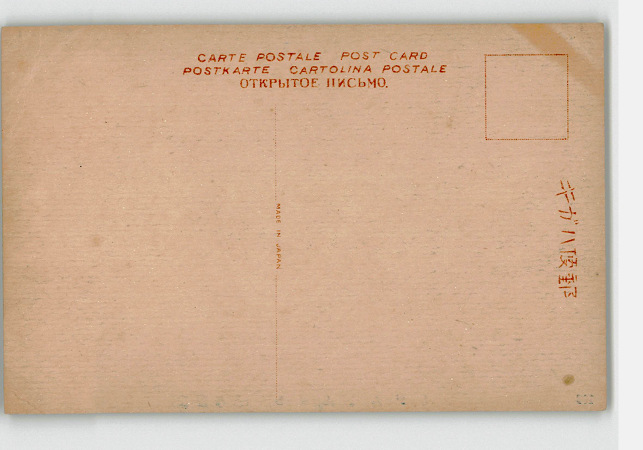 CARTE POSTALE POST CARD
POSTKARTE CARTOLINA POSTALE
ОТКРЫТОЕ ПИСЬМО.
MADE IN JAPAN
郵便ハガキ